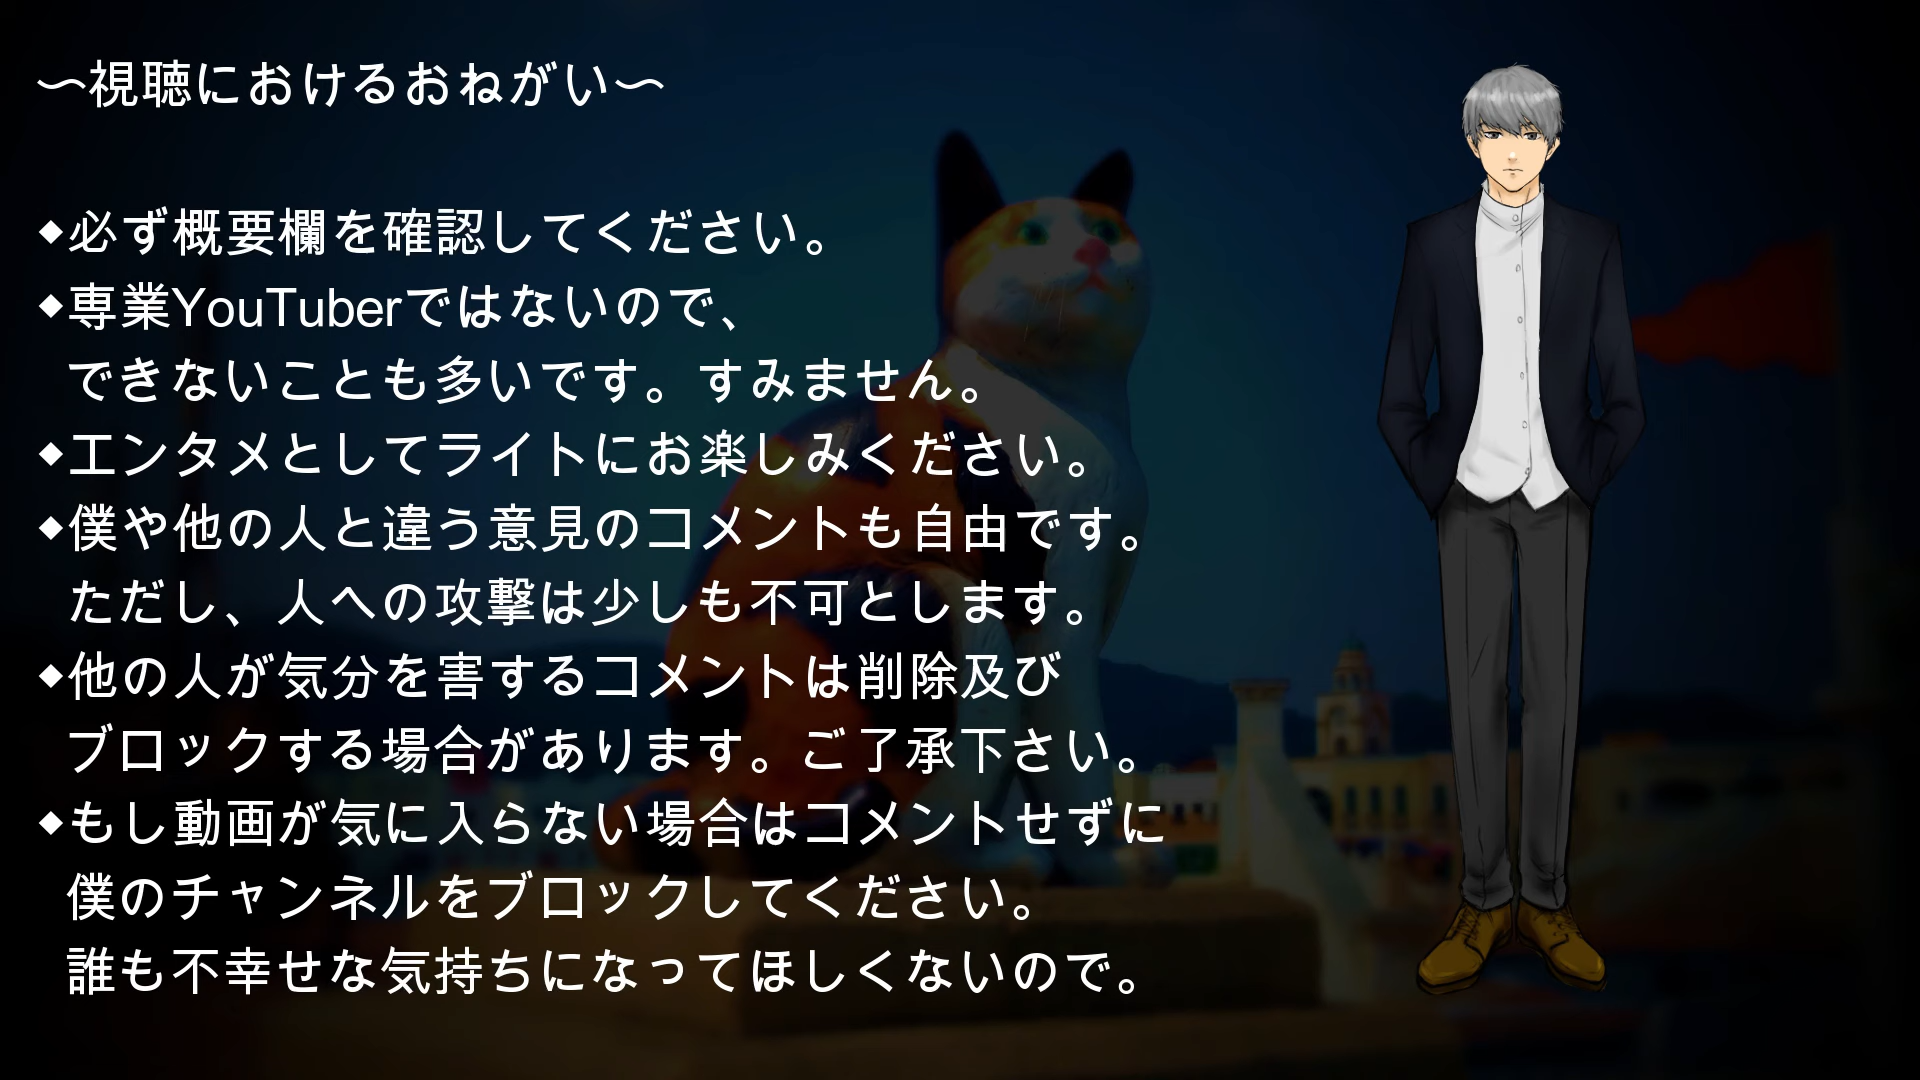 〜視聴におけるおねがい〜
◆必ず概要欄を確認してください。
◆専業YouTuberではないので、
できないことも多いです。すみません。
◆エンタメとしてライトにお楽しみください。
◆僕や他の人と違う意見のコメントも自由です。
ただし、人への攻撃は少しも不可とします。
◆他の人が気分を害するコメントは削除及び
ブロックする場合があります。ご了承下さい。
◆もし動画が気に入らない場合はコメントせずに
僕のチャンネルをブロックしてください。
誰も不幸せな気持ちになってほしくないので。